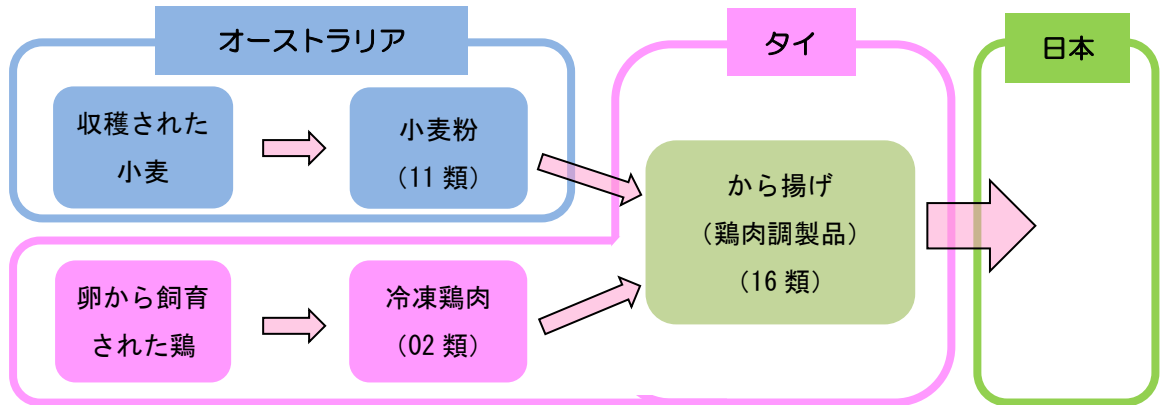 オーストラリア
タイ
日本
収穫された
小麦
小麦粉
（11 類）
から揚げ
（鶏肉調製品）
（16 類）
卵から飼育
された鶏
冷凍鶏肉
（02 類）